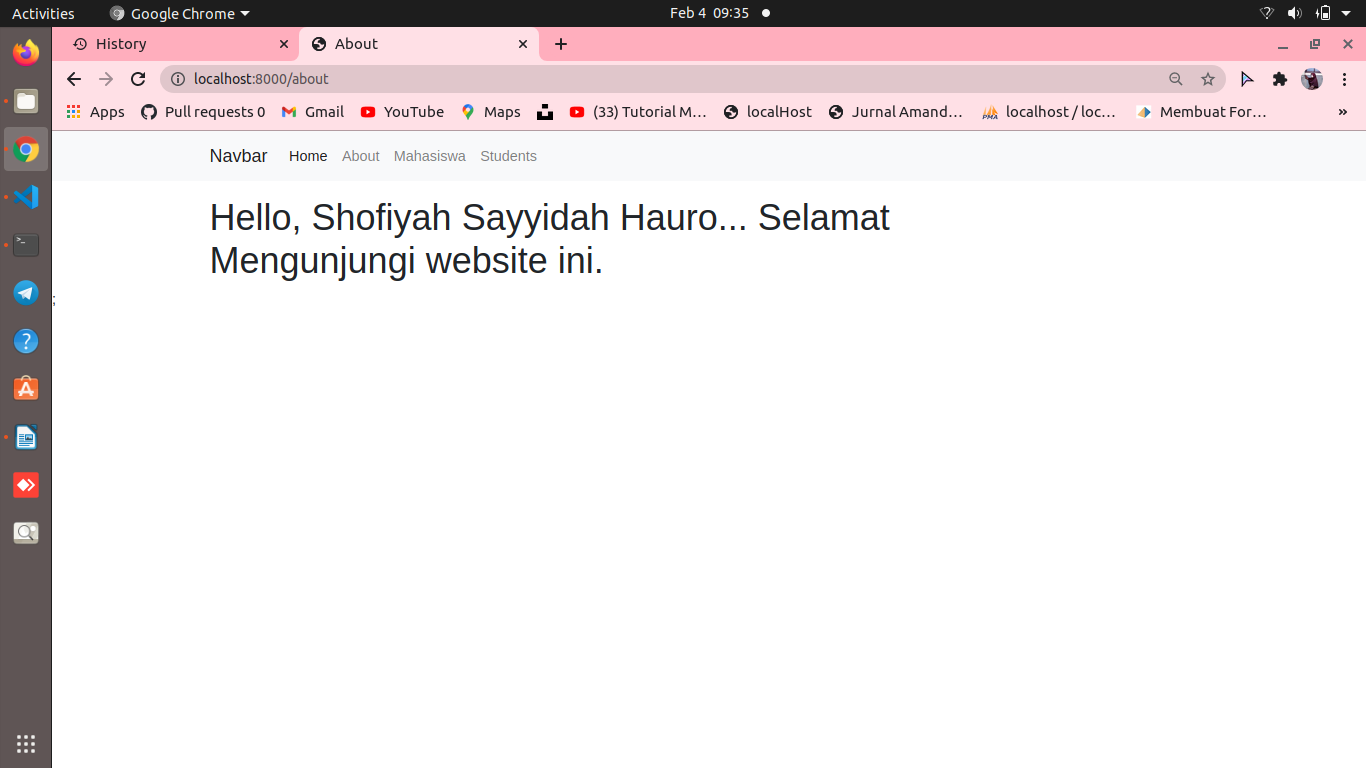 Activities Google Chrome Feb 4 09:35
History About
localhost:8000/about
Apps Pull requests 0 Gmail YouTube Maps (33) Tutorial M… localHost Jurnal Amand… localhost / loc… Membuat For… »
Navbar Home About Mahasiswa Students
Hello, Shofiyah Sayyidah Hauro... Selamat
Mengunjungi website ini.
;